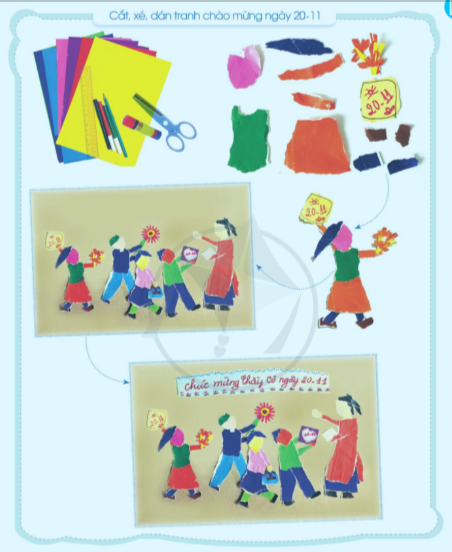 Cắt, xé, dán tranh chào mừng ngày 20-11
20-11
20-11
chúc mừng thầy cô ngày 20.11